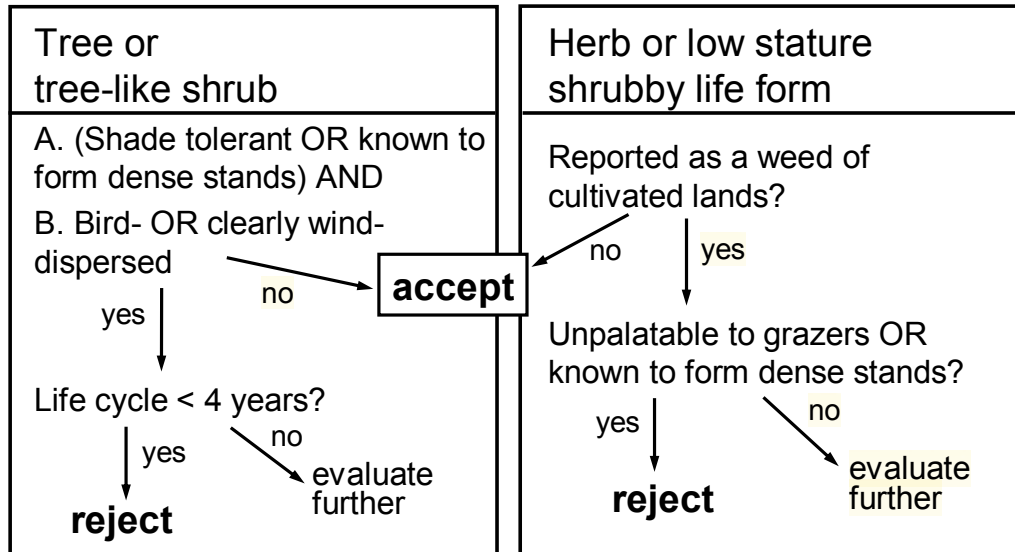 Tree or
tree-like shrub
A. (Shade tolerant OR known to
form dense stands) AND
B. Bird- OR clearly wind-
dispersed
no
yes
Life cycle < 4 years?
yes
no
evaluate
further
reject
accept
Herb or low stature
shrubby life form
Reported as a weed of
cultivated lands?
no
yes
Unpalatable to grazers OR
known to form dense stands?
yes
no
evaluate
further
reject